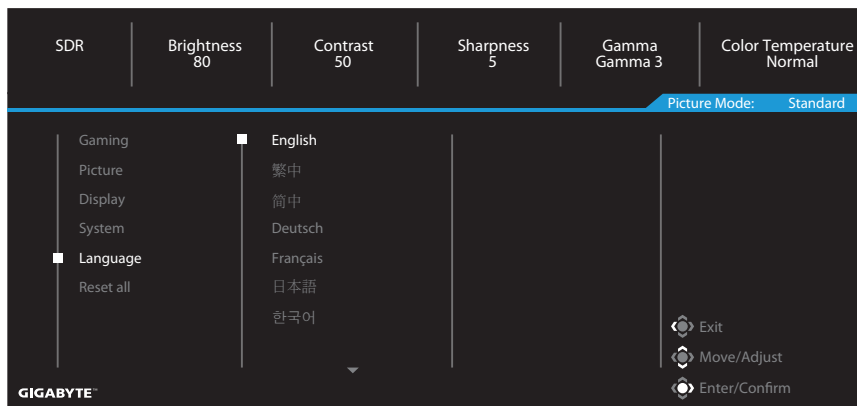 SDR
Brightness
80
Contrast
50
Sharpness
5
Gamma
Gamma 3
Color Temperature
Normal
Picture Mode: Standard
Gaming
Picture
Display
System
Language
Reset all
English
繁中
简中
Deutsch
Français
日本語
한국어
Exit
Move/Adjust
Enter/Confirm
GIGABYTE™